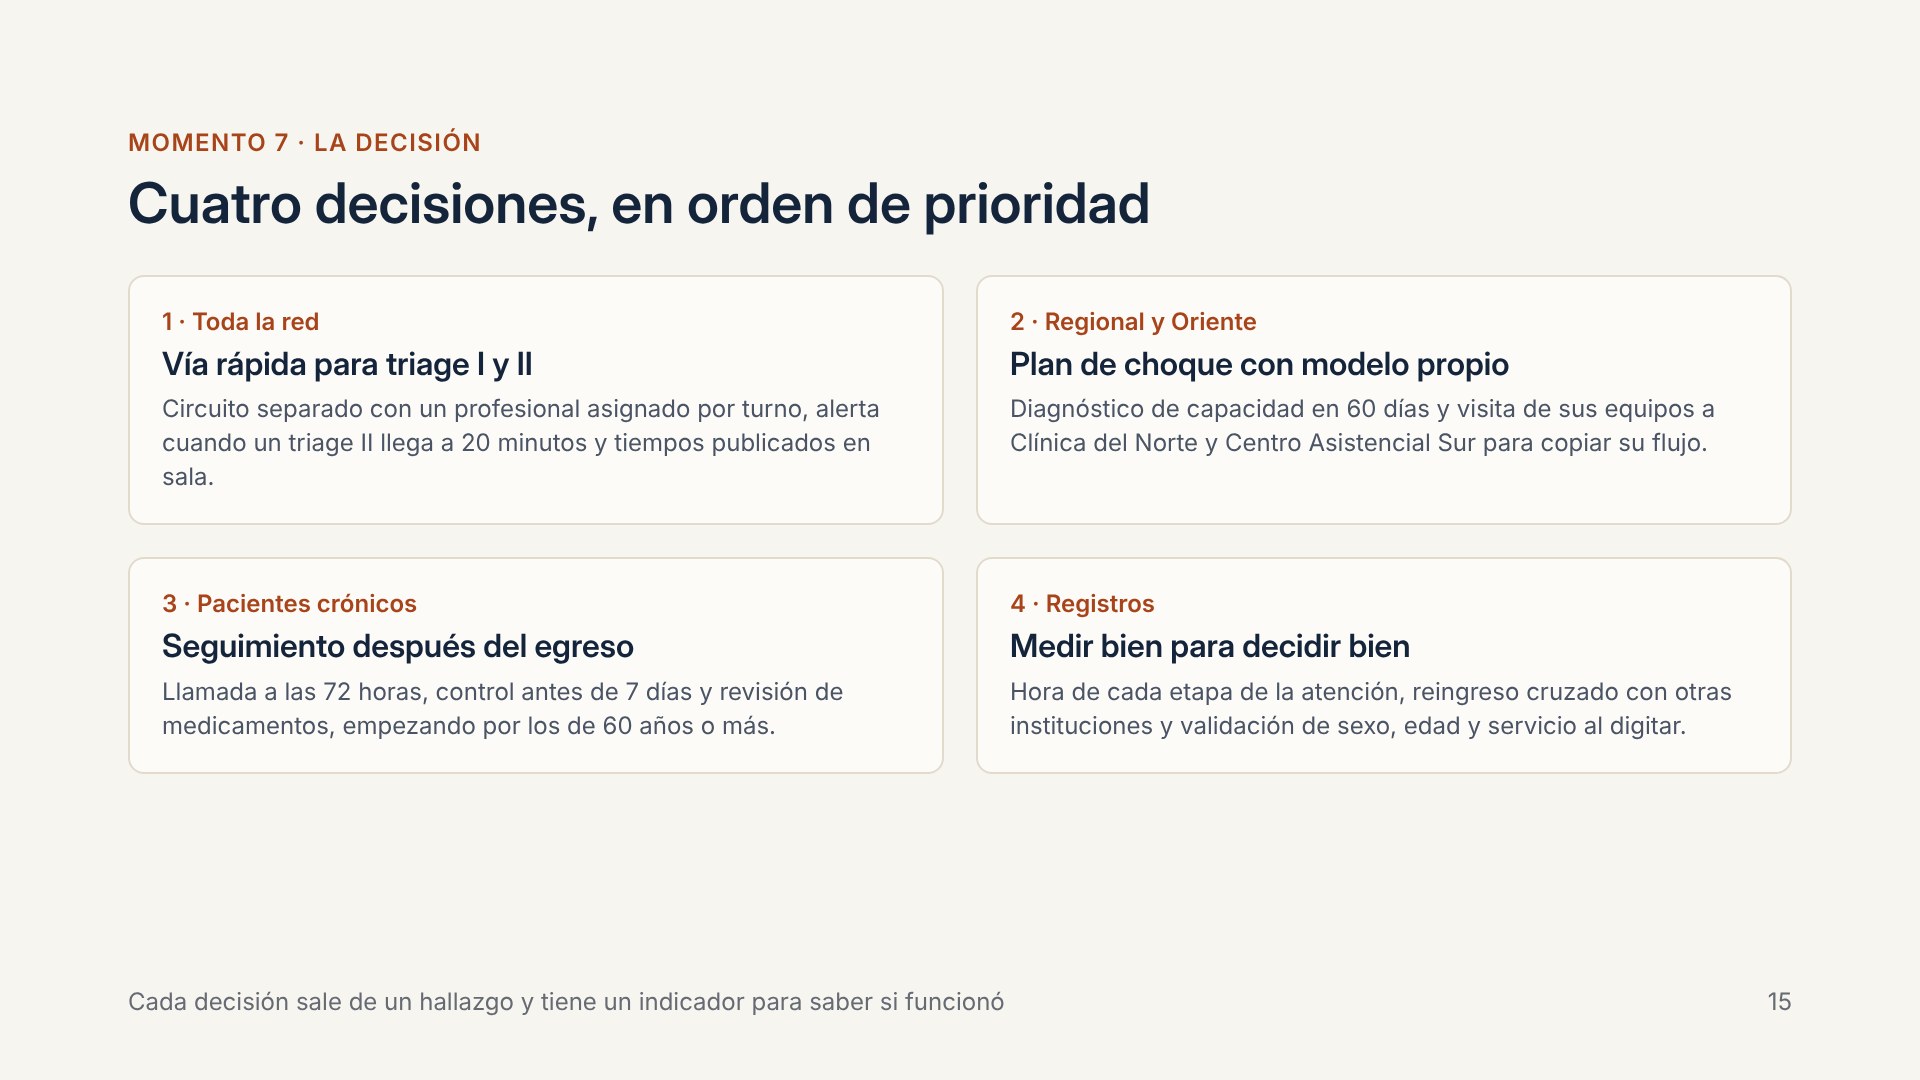 MOMENTO 7 · LA DECISIÓN
Cuatro decisiones, en orden de prioridad
1 · Toda la red
Vía rápida para triage I y II
Circuito separado con un profesional asignado por turno, alerta
cuando un triage II llega a 20 minutos y tiempos publicados en
sala.
2 · Regional y Oriente
Plan de choque con modelo propio
Diagnóstico de capacidad en 60 días y visita de sus equipos a
Clínica del Norte y Centro Asistencial Sur para copiar su flujo.
3 · Pacientes crónicos
Seguimiento después del egreso
Llamada a las 72 horas, control antes de 7 días y revisión de
medicamentos, empezando por los de 60 años o más.
4 · Registros
Medir bien para decidir bien
Hora de cada etapa de la atención, reingreso cruzado con otras
instituciones y validación de sexo, edad y servicio al digitar.
Cada decisión sale de un hallazgo y tiene un indicador para saber si funcionó
15